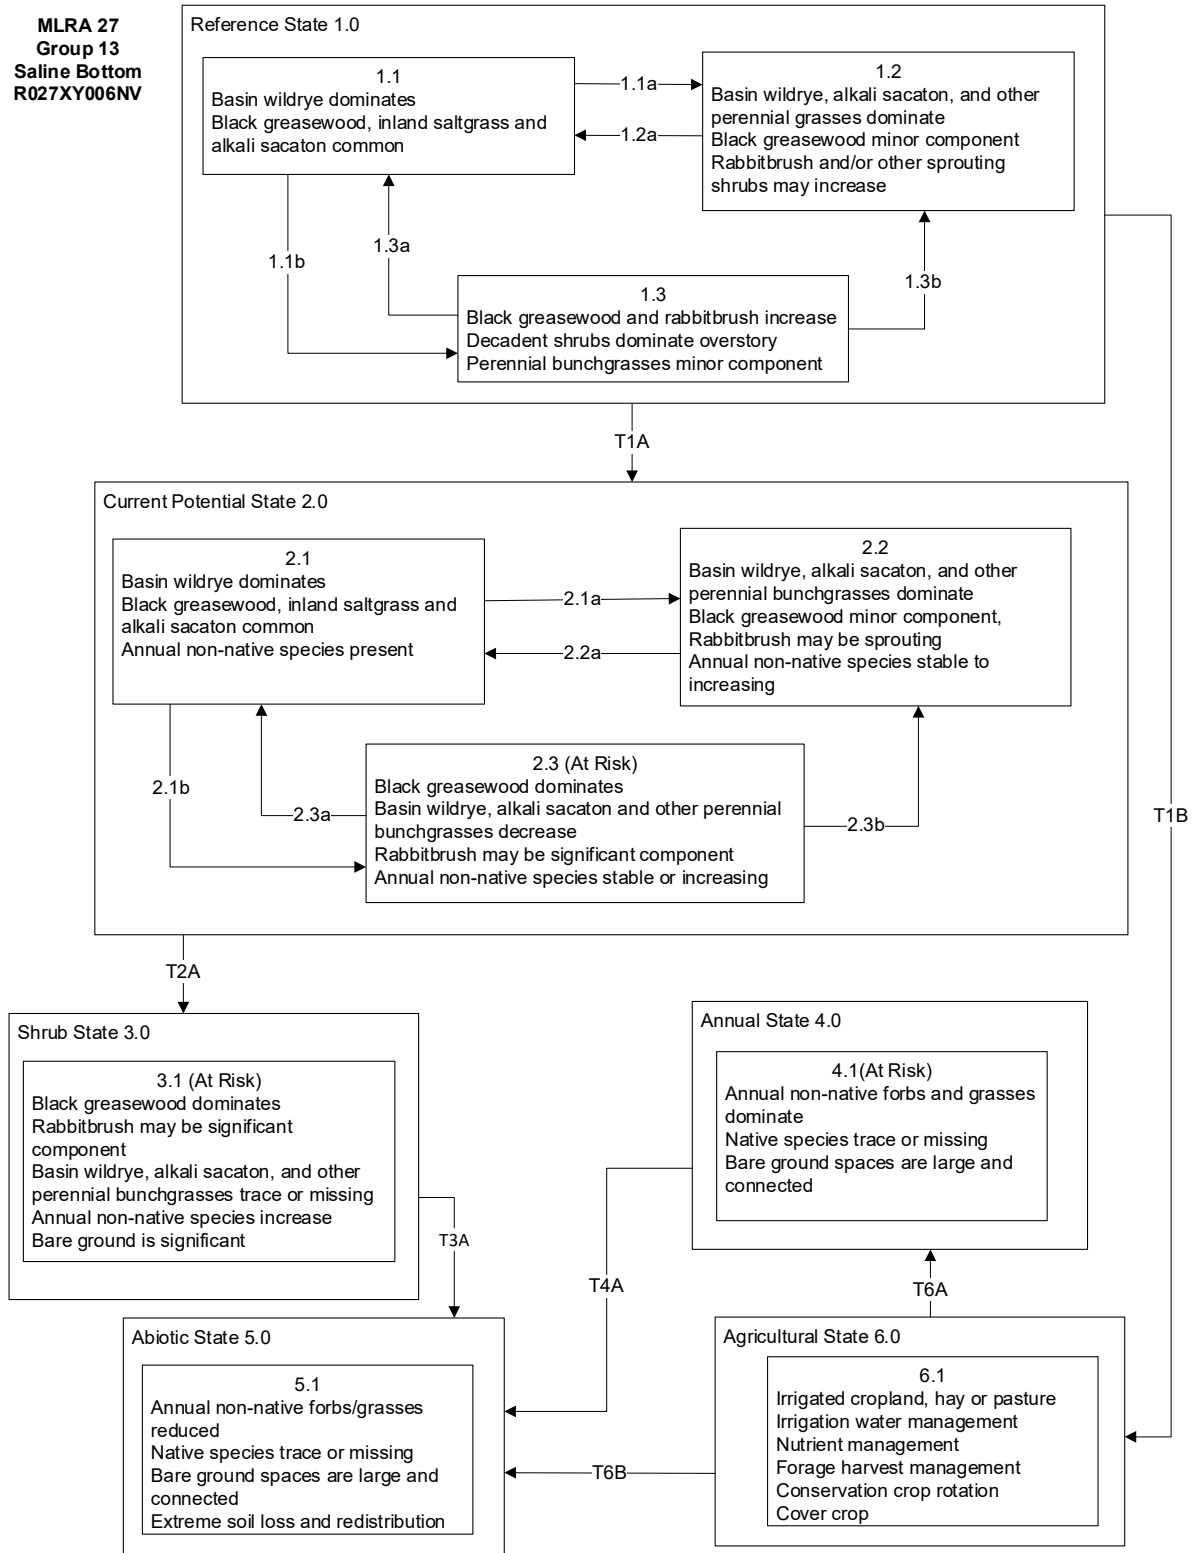 MLRA 27
Group 13
Saline Bottom
R027XY006NV
Reference State 1.0
1.1
Basin wildrye dominates
Black greasewood, inland saltgrass and
alkali sacaton common
1.1a
1.2a
1.2
Basin wildrye, alkali sacaton, and other
perennial grasses dominate
Black greasewood minor component
Rabbitbrush and/or other sprouting
shrubs may increase
1.1b
1.3a
1.3b
1.3
Black greasewood and rabbitbrush increase
Decadent shrubs dominate overstory
Perennial bunchgrasses minor component
T1A
T1B
Current Potential State 2.0
2.1
Basin wildrye dominates
Black greasewood, inland saltgrass and
alkali sacaton common
Annual non-native species present
2.1a
2.2a
2.2
Basin wildrye, alkali sacaton, and other
perennial bunchgrasses dominate
Black greasewood minor component,
Rabbitbrush may be sprouting
Annual non-native species stable to
increasing
2.1b
2.3a
2.3b
2.3 (At Risk)
Black greasewood dominates
Basin wildrye, alkali sacaton and other perennial
bunchgrasses decrease
Rabbitbrush may be significant component
Annual non-native species stable or increasing
T2A
Shrub State 3.0
3.1 (At Risk)
Black greasewood dominates
Rabbitbrush may be significant
component
Basin wildrye, alkali sacaton, and other
perennial bunchgrasses trace or missing
Annual non-native species increase
Bare ground is significant
T3A
Annual State 4.0
4.1(At Risk)
Annual non-native forbs and grasses
dominate
Native species trace or missing
Bare ground spaces are large and
connected
T4A
T6A
Abiotic State 5.0
5.1
Annual non-native forbs/grasses
reduced
Native species trace or missing
Bare ground spaces are large and
connected
Extreme soil loss and redistribution
T6B
Agricultural State 6.0
6.1
Irrigated cropland, hay or pasture
Irrigation water management
Nutrient management
Forage harvest management
Conservation crop rotation
Cover crop